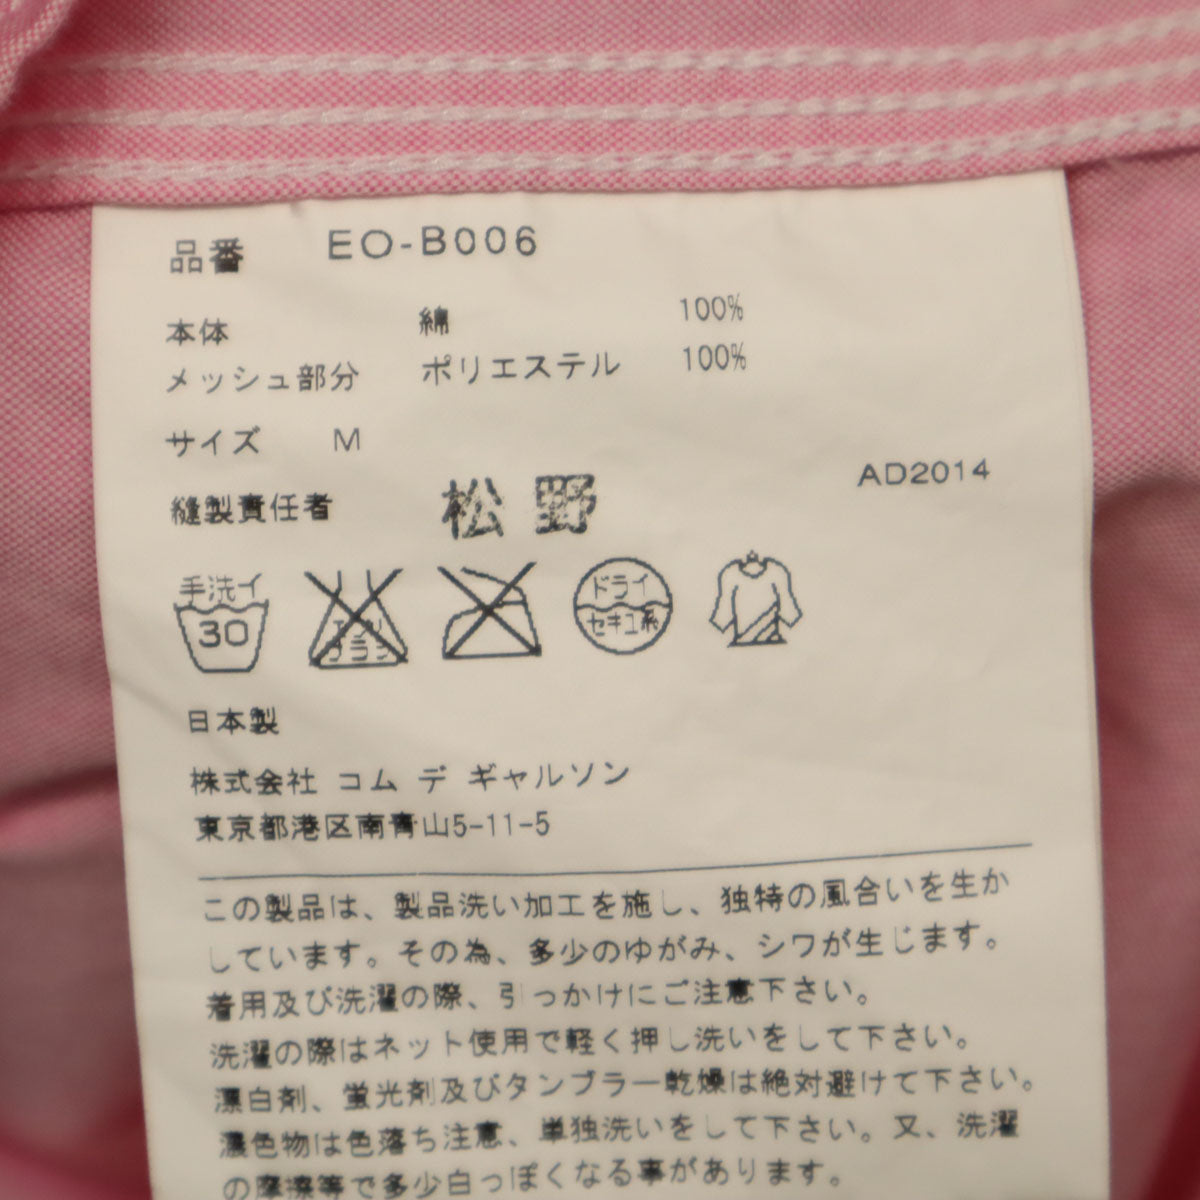 品番 EO-B006
本体 綿 100%
メッシュ部分 ポリエステル 100%
サイズ M
AD2014
縫製責任者 松野
手洗イ
30
エンソ
サラシ
ドライ
セキユ系
日本製
株式会社 コム デ ギャルソン
東京都港区南青山5-11-5
この製品は、製品洗い加工を施し、独特の風合いを生か
しています。その為、多少のゆがみ、シワが生じます。
着用及び洗濯の際、引っかけにご注意下さい。
洗濯の際はネット使用で軽く押し洗いをして下さい。
漂白剤、蛍光剤及びタンブラー乾燥は絶対避けて下さい。
濃色物は色落ち注意、単独洗いをして下さい。又、洗濯
の摩擦等で多少白っぽくなる事があります。